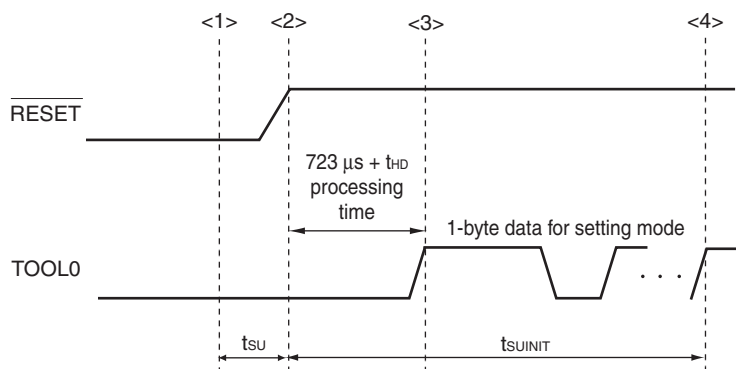 <1> <2> <3> <4>
RESET
723 μs + tHD
processing
time
1-byte data for setting mode
TOOL0
. . .
tSU tSUINIT